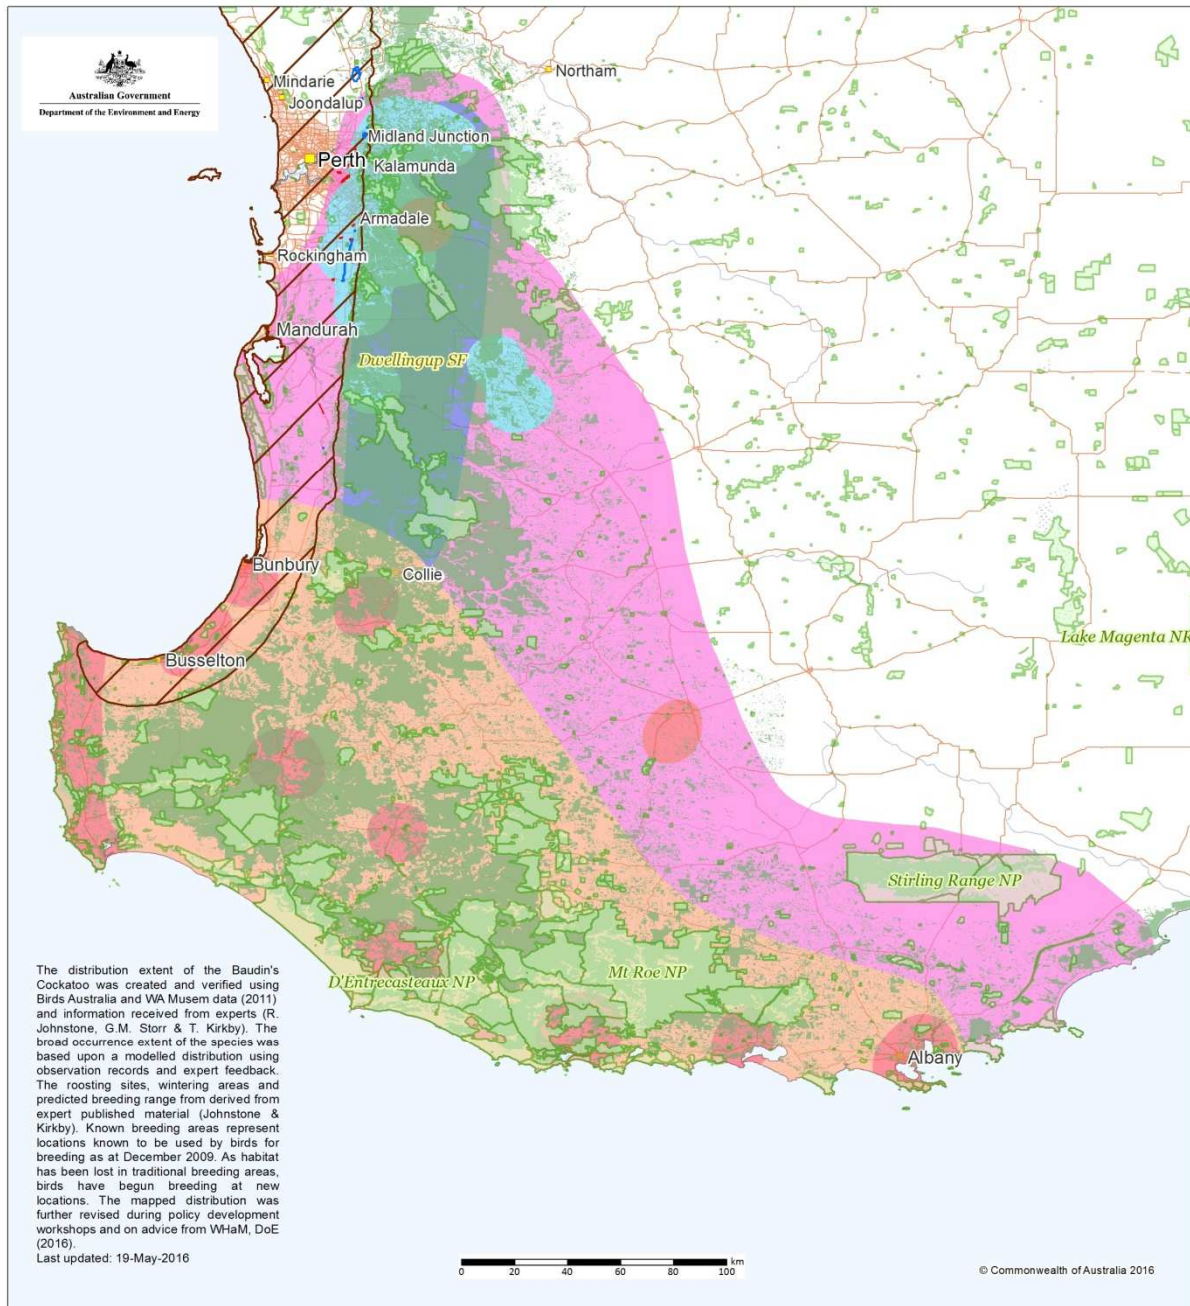 Australian Government
Department of the Environment and Energy
Mindarie
Joondalup
Northam
Midland Junction
Perth
Kalamunda
Armadale
Rockingham
Mandurah
Dwellingup SF
Bunbury
Collie
Lake Magenta NR
Busselton
Stirling Range NP
D'Entrecasteaux NP
Mt Roe NP
Albany
The distribution extent of the Baudin's
Cockatoo was created and verified using
Birds Australia and WA Musem data (2011)
and information received from experts (R.
Johnstone, G.M. Storr & T. Kirkby). The
broad occurrence extent of the species was
based upon a modelled distribution using
observation records and expert feedback.
The roosting sites, wintering areas and
predicted breeding range from derived from
expert published material (Johnstone &
Kirkby). Known breeding areas represent
locations known to be used by birds for
breeding as at December 2009. As habitat
has been lost in traditional breeding areas,
birds have begun breeding at new
locations. The mapped distribution was
further revised during policy development
workshops and on advice from WHaM, DoE
(2016).
Last updated: 19-May-2016
km
0 20 40 60 80 100
© Commonwealth of Australia 2016